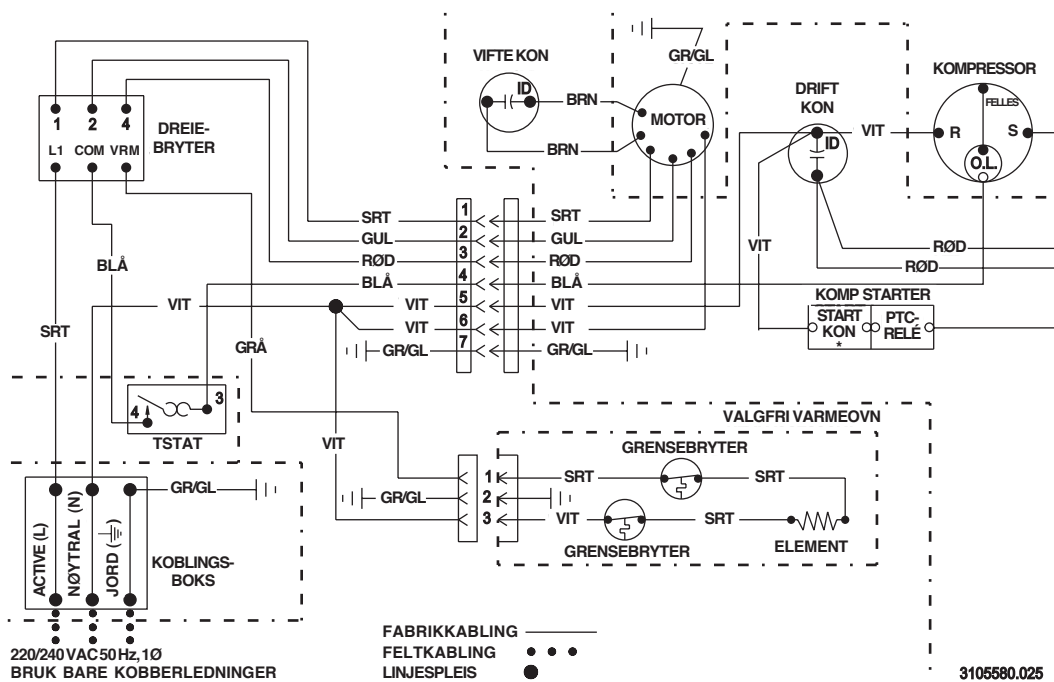 VIFTE KON
ID
BRN
BRN
GR/GL
MOTOR
DRIFT
KON
ID
VIT
KOMPRESSOR
FELLES
R
S
O.L.
1 2 4
L1 COM VRM
DREIE-
BRYTER
SRT
GUL
RØD
BLÅ
VIT
VIT
VIT
GR/GL
1
2
3
4
5
6
7
SRT
GUL
RØD
BLÅ
VIT
VIT
GR/GL
VIT
RØD
RØD
KOMP STARTER
START
KON
*
PTC-
RELÉ
BLÅ
SRT
GRÅ
4
3
TSTAT
VIT
VALGFRI VARMEOVN
GRENSEBRYTER
1
2
3
SRT
SRT
GR/GL
VIT
SRT
GRENSEBRYTER
ELEMENT
ACTIVE (L)
NØYTRAL (N)
JORD ( )
GR/GL
KOBLINGS-
BOKS
220/240 VAC 50 Hz, 1Ø
BRUK BARE KOBBERLEDNINGER
FABRIKKABLING
FELTKABLING
LINJESPLEIS
3105580.025